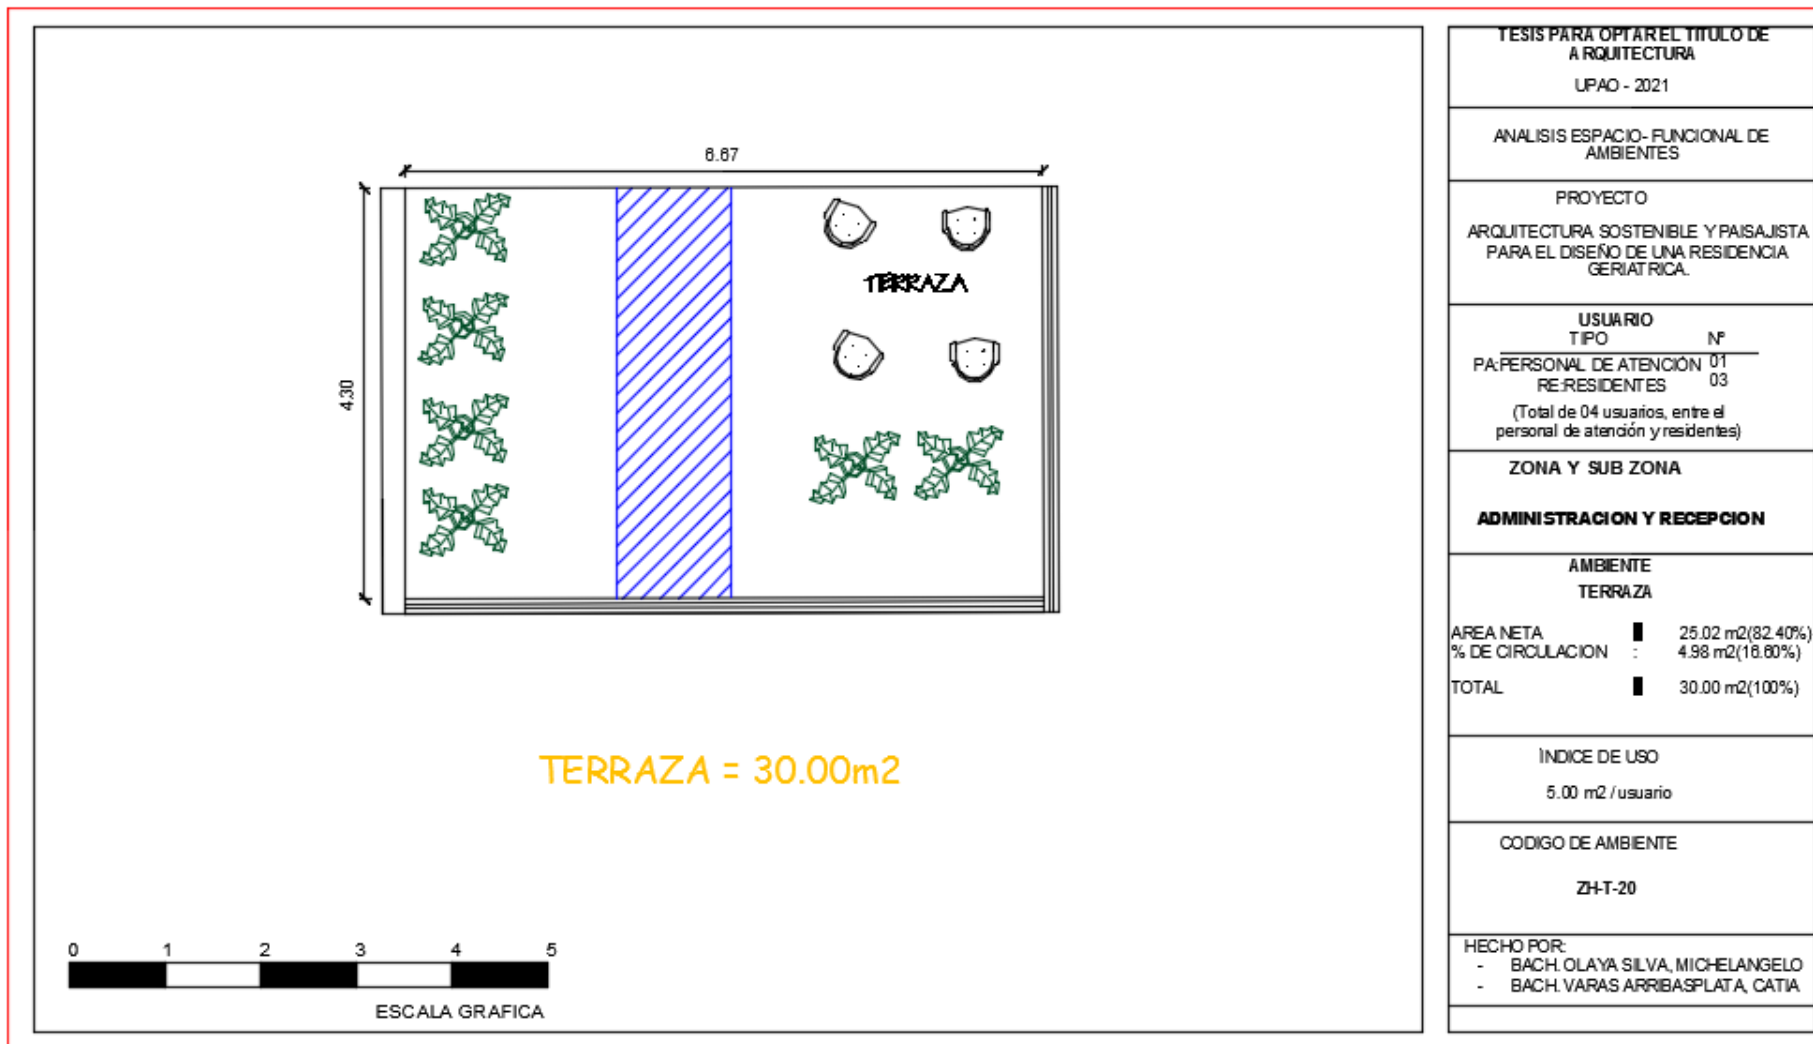 6.67
4.30
TERRAZA
TERRAZA = 30.00m2
0 1 2 3 4 5
ESCALA GRAFICA
TESIS PARA OPTAR EL TITULO DE
ARQUITECTURA
UPAO - 2021
ANALISIS ESPACIO- FUNCIONAL DE
AMBIENTES
PROYECTO
ARQUITECTURA SOSTENIBLE Y PAISAJISTA
PARA EL DISEÑO DE UNA RESIDENCIA
GERIATRICA.
USUARIO
TIPO Nº
PA:PERSONAL DE ATENCIÓN 01
RE:RESIDENTES 03
(Total de 04 usuarios, entre el
personal de atención y residentes)
ZONA Y SUB ZONA
ADMINISTRACION Y RECEPCION
AMBIENTE
TERRAZA
AREA NETA 25.02 m2(82.40%)
% DE CIRCULACION : 4.98 m2(16.60%)
TOTAL 30.00 m2(100%)
ÍNDICE DE USO
5.00 m2 / usuario
CODIGO DE AMBIENTE
ZH-T-20
HECHO POR:
- BACH. OLAYA SILVA, MICHELANGELO
- BACH. VARAS ARRIBASPLATA, CATIA